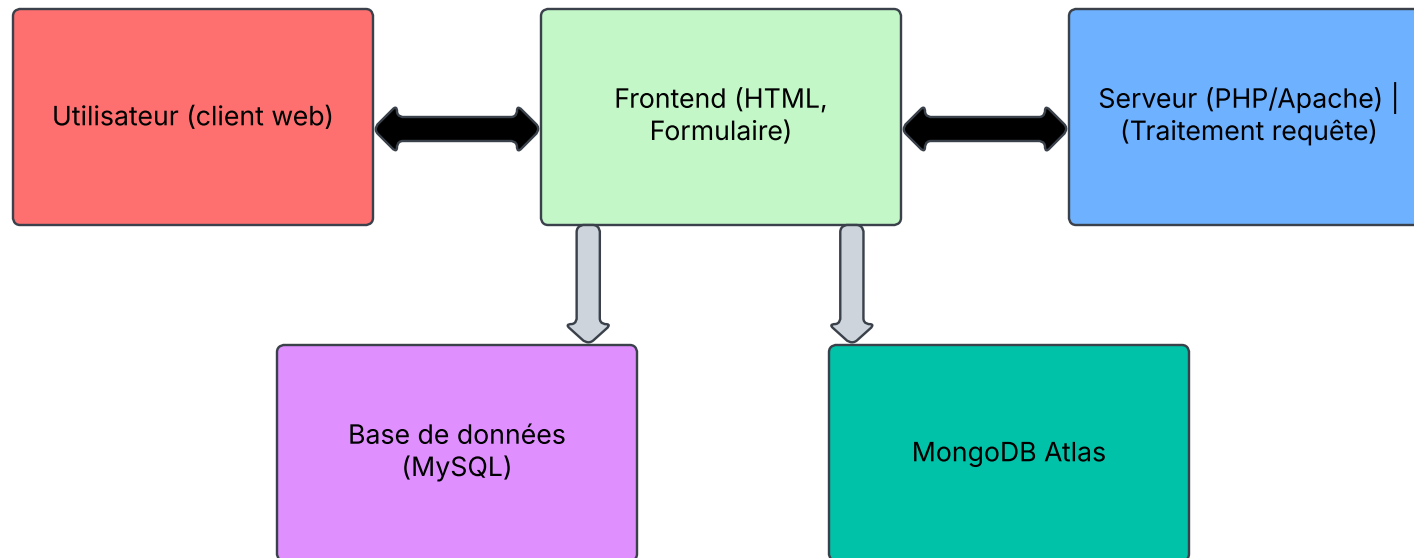 Utilisateur (client web)
Frontend (HTML,
Formulaire)
Serveur (PHP/Apache) |
(Traitement requête)
Base de données
(MySQL)
MongoDB Atlas